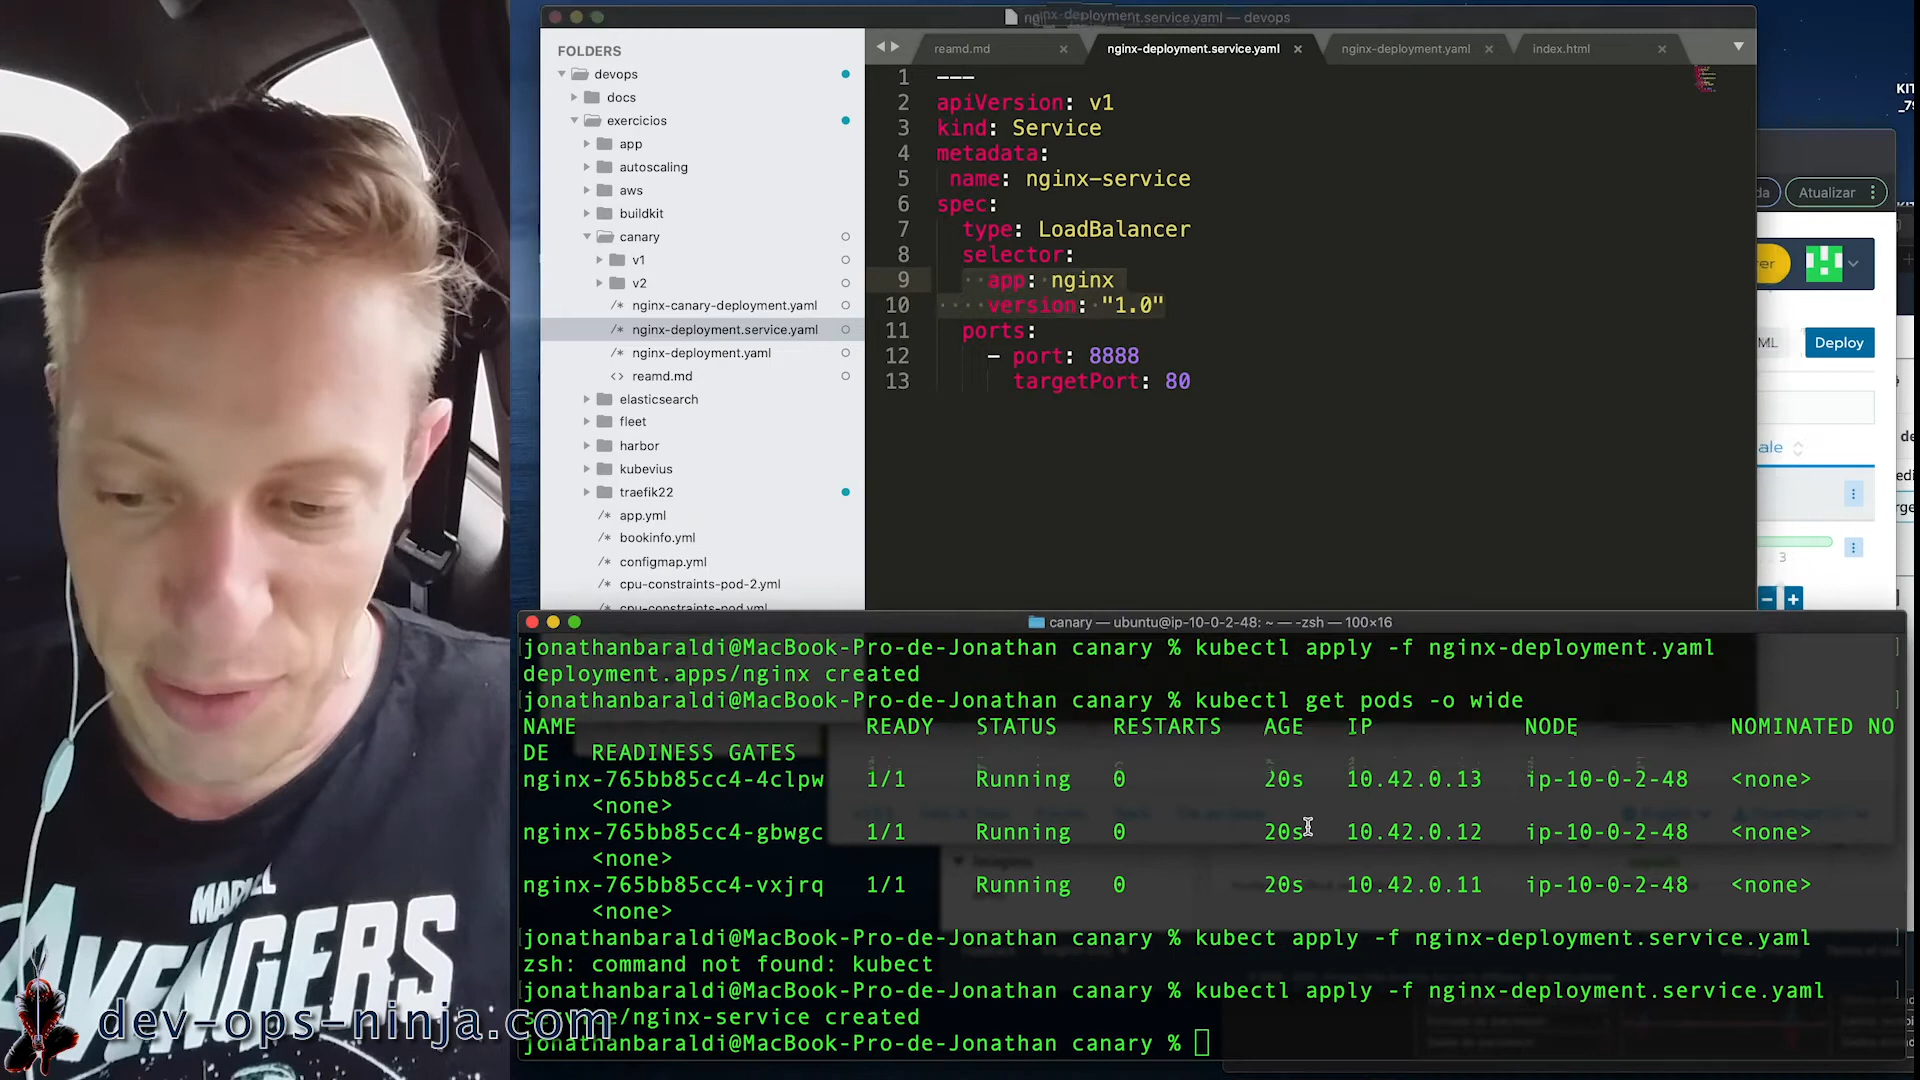 nginx-deployment.service.yaml — devops
FOLDERS
devops
docs
exercicios
app
autoscaling
aws
buildkit
canary
v1
v2
/* nginx-canary-deployment.yaml
/* nginx-deployment.service.yaml
/* nginx-deployment.yaml
<> reamd.md
elasticsearch
fleet
harbor
kubevius
traefik22
/* app.yml
/* bookinfo.yml
/* configmap.yml
/* cpu-constraints-pod-2.yml
/* cpu-constraints-pod.yml
reamd.md × nginx-deployment.service.yaml × nginx-deployment.yaml × index.html ×
1 ---
2 apiVersion: v1
3 kind: Service
4 metadata:
5 name: nginx-service
6 spec:
7 type: LoadBalancer
8 selector:
9 app: nginx
10 version: "1.0"
11 ports:
12 - port: 8888
13 targetPort: 80
Atualizar
Deploy
3
canary — ubuntu@ip-10-0-2-48: ~ — -zsh — 100×16
jonathanbaraldi@MacBook-Pro-de-Jonathan canary % kubectl apply -f nginx-deployment.yaml
deployment.apps/nginx created
jonathanbaraldi@MacBook-Pro-de-Jonathan canary % kubectl get pods -o wide
NAME READY STATUS RESTARTS AGE IP NODE NOMINATED NO
DE READINESS GATES
nginx-765bb85cc4-4clpw 1/1 Running 0 20s 10.42.0.13 ip-10-0-2-48 <none>
<none>
nginx-765bb85cc4-gbwgc 1/1 Running 0 20s 10.42.0.12 ip-10-0-2-48 <none>
<none>
nginx-765bb85cc4-vxjrq 1/1 Running 0 20s 10.42.0.11 ip-10-0-2-48 <none>
<none>
jonathanbaraldi@MacBook-Pro-de-Jonathan canary % kubect apply -f nginx-deployment.service.yaml
zsh: command not found: kubect
jonathanbaraldi@MacBook-Pro-de-Jonathan canary % kubectl apply -f nginx-deployment.service.yaml
service/nginx-service created
jonathanbaraldi@MacBook-Pro-de-Jonathan canary %
MARVEL
AVENGERS
dev-ops-ninja.com